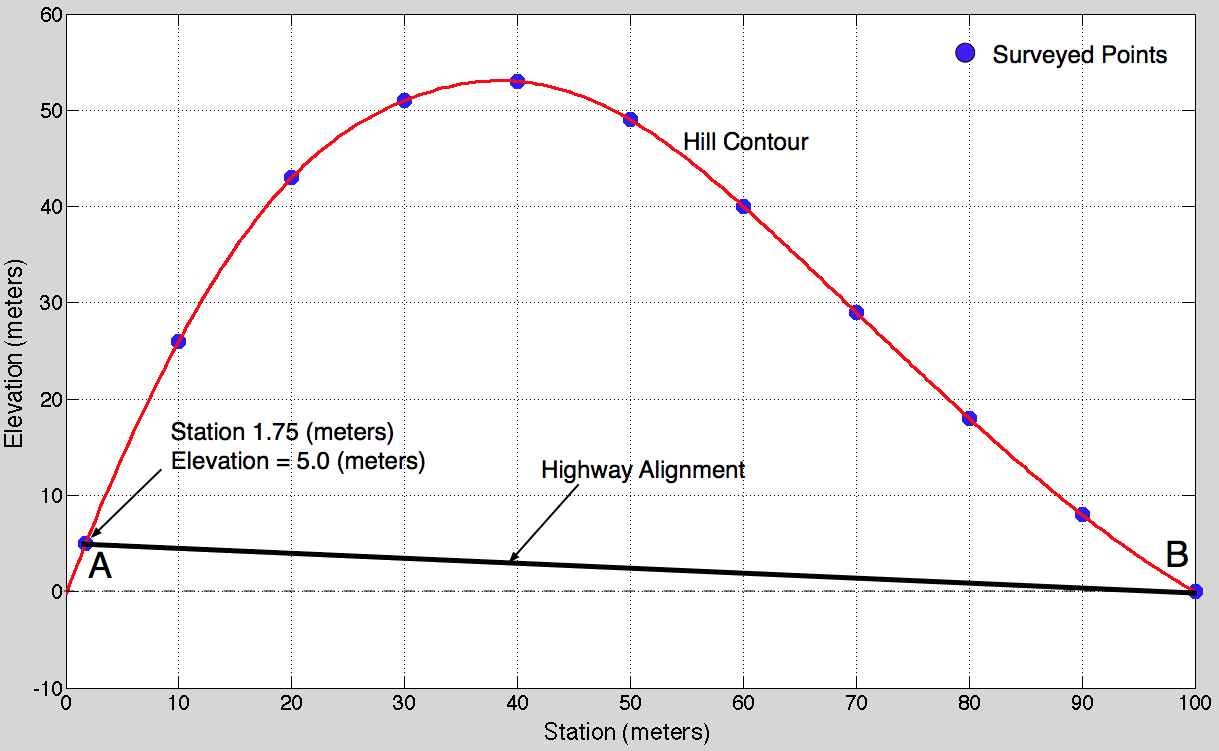 60
Surveyed Points
50
Hill Contour
40
30
20
Station 1.75 (meters)
Elevation = 5.0 (meters)
Highway Alignment
10
A
B
0
-10
0 10 20 30 40 50 60 70 80 90 100
Station (meters)
Elevation (meters)